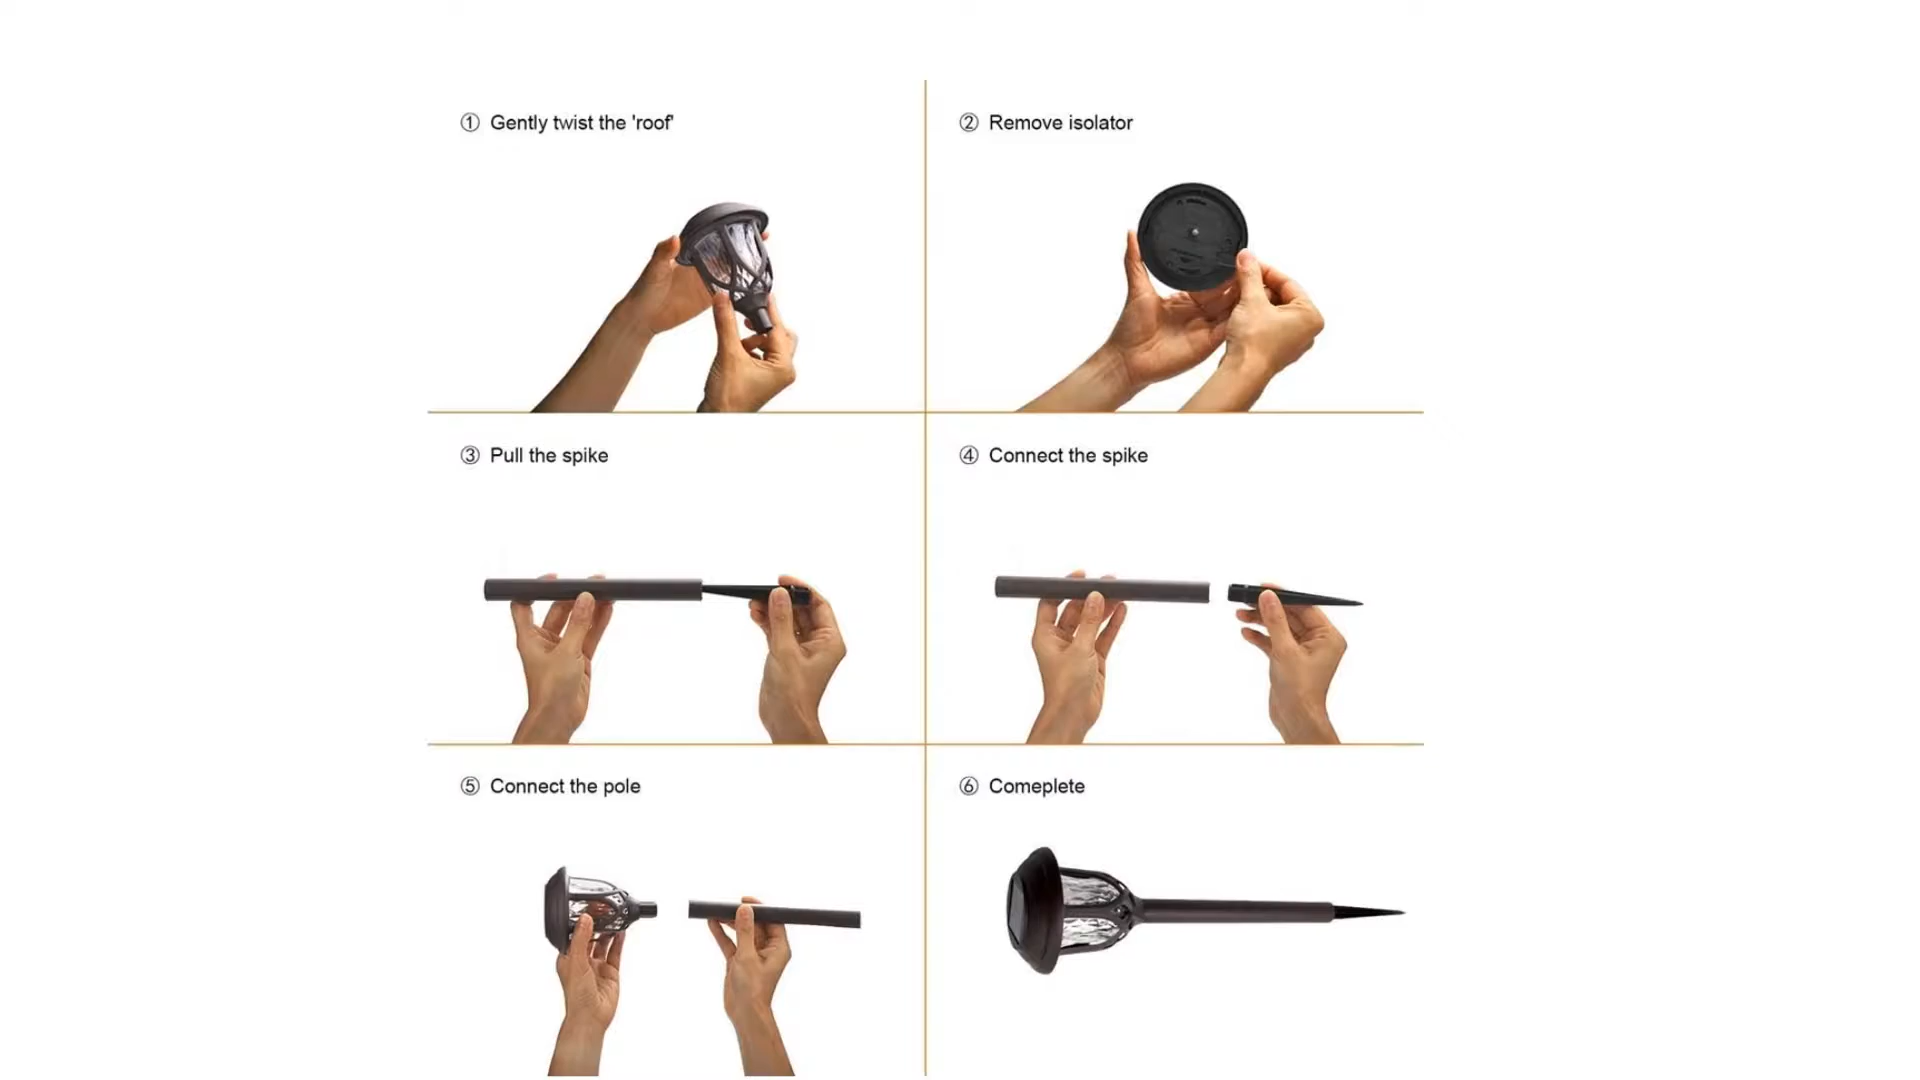 ① Gently twist the 'roof'
② Remove isolator
③ Pull the spike
④ Connect the spike
⑤ Connect the pole
⑥ Comeplete